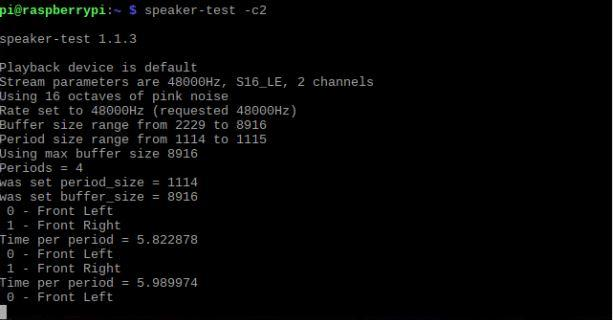 pi@raspberrypi:~ $ speaker-test -c2
speaker-test 1.1.3
Playback device is default
Stream parameters are 48000Hz, S16_LE, 2 channels
Using 16 octaves of pink noise
Rate set to 48000Hz (requested 48000Hz)
Buffer size range from 2229 to 8916
Period size range from 1114 to 1115
Using max buffer size 8916
Periods = 4
was set period_size = 1114
was set buffer_size = 8916
0 - Front Left
1 - Front Right
Time per period = 5.822878
0 - Front Left
1 - Front Right
Time per period = 5.989974
0 - Front Left